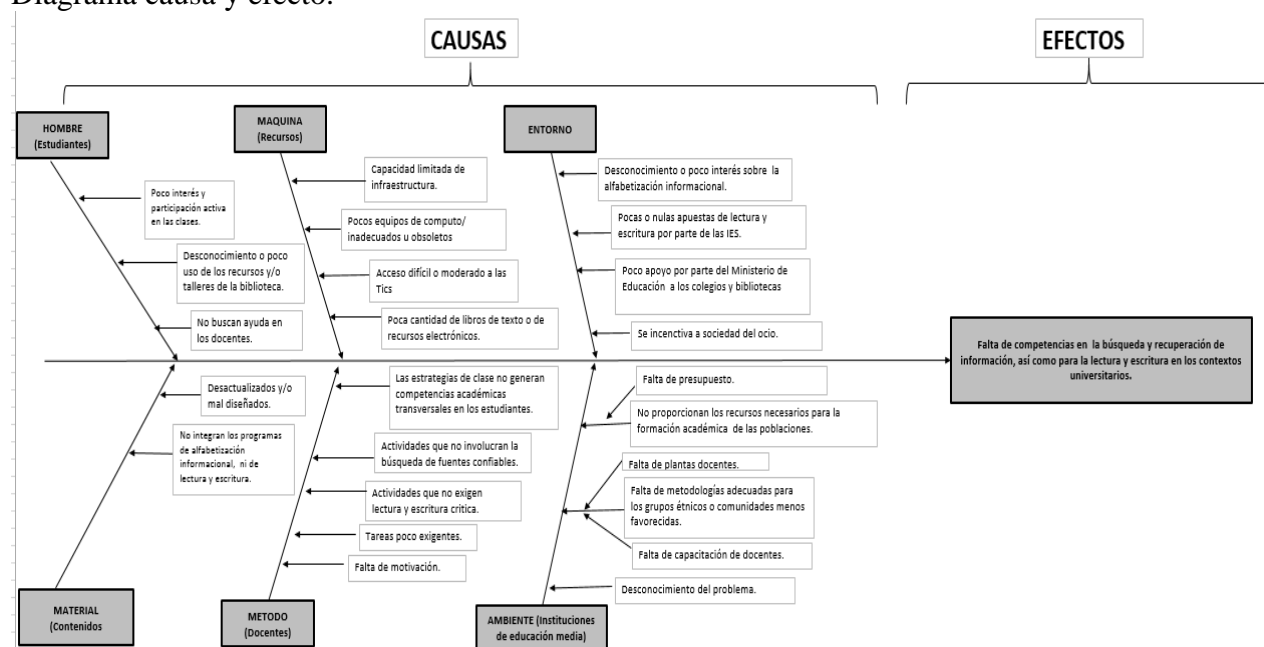 Diagrama causa y efecto.
CAUSAS
EFECTOS
HOMBRE
(Estudiantes)
MAQUINA
(Recursos)
ENTORNO
Poco interés y
participación activa
en las clases.
Desconocimiento o poco
uso de los recursos y/o
talleres de la biblioteca.
No buscan ayuda en
los docentes.
Capacidad limitada de
infraestructura.
Pocos equipos de computo/
inadecuados u obsoletos
Acceso difícil o moderado a las
Tics
Poca cantidad de libros de texto o de
recursos electrónicos.
Desconocimiento o poco interés sobre la
alfabetización informacional.
Pocas o nulas apuestas de lectura y
escritura por parte de las IES.
Poco apoyo por parte del Ministerio de
Educación a los colegios y bibliotecas
Se incentiva a sociedad del ocio.
Falta de competencias en la búsqueda y recuperación de
información, así como para la lectura y escritura en los contextos
universitarios.
Desactualizados y/o
mal diseñados.
No integran los programas
de alfabetización
informacional, ni de
lectura y escritura.
Las estrategias de clase no generan
competencias académicas
transversales en los estudiantes.
Actividades que no involucran la
búsqueda de fuentes confiables.
Actividades que no exigen
lectura y escritura critica.
Tareas poco exigentes.
Falta de motivación.
Falta de presupuesto.
No proporcionan los recursos necesarios para la
formación académica de las poblaciones.
Falta de plantas docentes.
Falta de metodologías adecuadas para
los grupos étnicos o comunidades menos
favorecidas.
Falta de capacitación de docentes.
Desconocimiento del problema.
MATERIAL
(Contenidos
METODO
(Docentes)
AMBIENTE (Instituciones
de educación media)